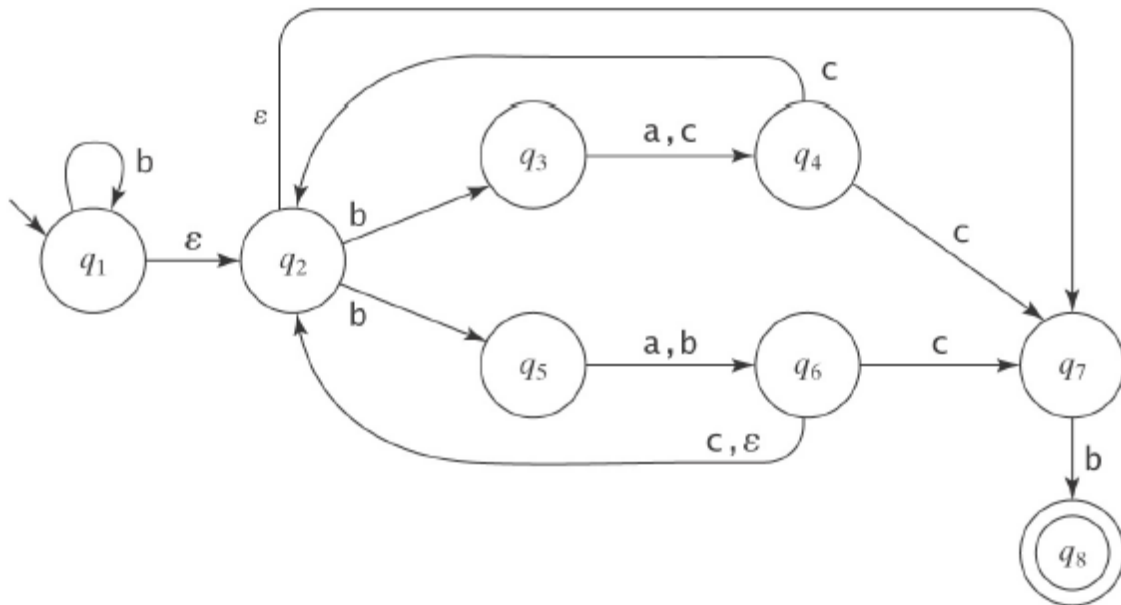 c
ε
q₃ a,c q₄
b
b
c
q₁ ε q₂
b
q₅ a,b q₆ c q₇
c,ε
b
q₈